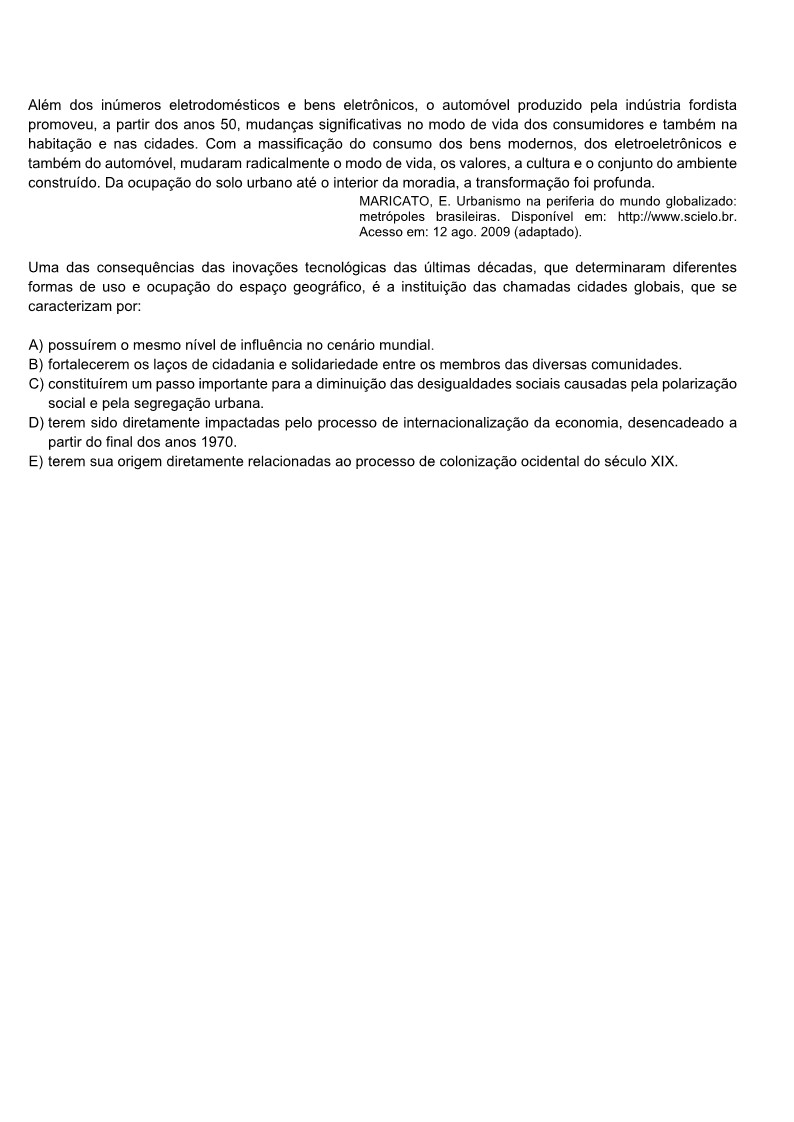 Além dos inúmeros eletrodomésticos e bens eletrônicos, o automóvel produzido pela indústria fordista
promoveu, a partir dos anos 50, mudanças significativas no modo de vida dos consumidores e também na
habitação e nas cidades. Com a massificação do consumo dos bens modernos, dos eletroeletrônicos e
também do automóvel, mudaram radicalmente o modo de vida, os valores, a cultura e o conjunto do ambiente
construído. Da ocupação do solo urbano até o interior da moradia, a transformação foi profunda.
MARICATO, E. Urbanismo na periferia do mundo globalizado:
metrópoles brasileiras. Disponível em: http://www.scielo.br.
Acesso em: 12 ago. 2009 (adaptado).
Uma das consequências das inovações tecnológicas das últimas décadas, que determinaram diferentes
formas de uso e ocupação do espaço geográfico, é a instituição das chamadas cidades globais, que se
caracterizam por:
A) possuírem o mesmo nível de influência no cenário mundial.
B) fortalecerem os laços de cidadania e solidariedade entre os membros das diversas comunidades.
C) constituírem um passo importante para a diminuição das desigualdades sociais causadas pela polarização
social e pela segregação urbana.
D) terem sido diretamente impactadas pelo processo de internacionalização da economia, desencadeado a
partir do final dos anos 1970.
E) terem sua origem diretamente relacionadas ao processo de colonização ocidental do século XIX.